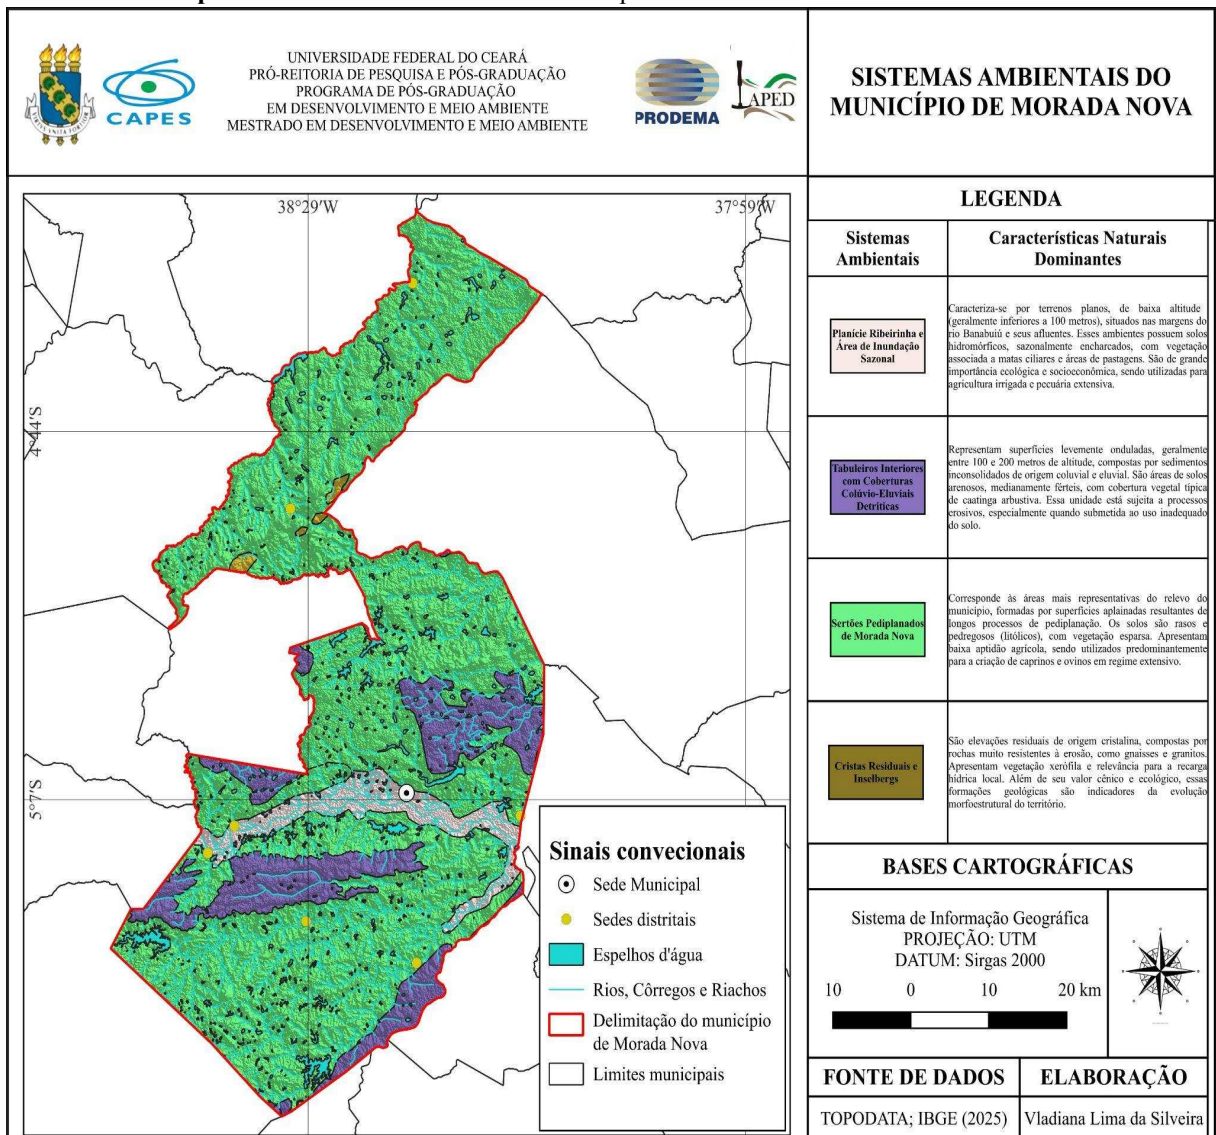 UNIVERSIDADE FEDERAL DO CEARÁ
PRÓ-REITORIA DE PESQUISA E PÓS-GRADUAÇÃO
PROGRAMA DE PÓS-GRADUAÇÃO
EM DESENVOLVIMENTO E MEIO AMBIENTE
MESTRADO EM DESENVOLVIMENTO E MEIO AMBIENTE
CAPES
PRODEMA
LAPED
SISTEMAS AMBIENTAIS DO
MUNICÍPIO DE MORADA NOVA
38°29'W
37°59'W
4°44'S
5°7'S
LEGENDA
Sistemas
Ambientais
Características Naturais
Dominantes
Planície Ribeirinha e
Área de Inundação
Sazonal
Caracteriza-se por terrenos planos, de baixa altitude
(geralmente inferiores a 100 metros), situados nas margens do
rio Banabuiú e seus afluentes. Esses ambientes possuem solos
hidromórficos, sazonalmente encharcados, com vegetação
associada a matas ciliares e áreas de pastagens. São de grande
importância ecológica e socioeconômica, sendo utilizadas para
agricultura irrigada e pecuária extensiva.
Tabuleiros Interiores
com Coberturas
Colúvio-Eluviais
Detríticas
Representam superfícies levemente onduladas, geralmente
entre 100 e 200 metros de altitude, compostas por sedimentos
inconsolidados de origem coluvial e eluvial. São áreas de solos
arenosos, medianamente férteis, com cobertura vegetal típica
de caatinga arbustiva. Essa unidade está sujeita a processos
erosivos, especialmente quando submetida ao uso inadequado
do solo.
Sertões Pediplanados
de Morada Nova
Corresponde às áreas mais representativas do relevo do
município, formadas por superfícies aplainadas resultantes de
longos processos de pediplanação. Os solos são rasos e
pedregosos (litólicos), com vegetação esparsa. Apresentam
baixa aptidão agrícola, sendo utilizados predominantemente
para a criação de caprinos e ovinos em regime extensivo.
Cristas Residuais e
Inselbergs
São elevações residuais de origem cristalina, compostas por
rochas muito resistentes à erosão, como gnaisses e granitos.
Apresentam vegetação xerófila e relevância para a recarga
hídrica local. Além de seu valor cênico e ecológico, essas
formações geológicas são indicadores da evolução
morfoestrutural do território.
Sinais convecionais
Sede Municipal
Sedes distritais
Espelhos d'água
Rios, Côrregos e Riachos
Delimitação do município
de Morada Nova
Limites municipais
BASES CARTOGRÁFICAS
Sistema de Informação Geográfica
PROJEÇÃO: UTM
DATUM: Sirgas 2000
10 0 10 20 km
FONTE DE DADOS
ELABORAÇÃO
TOPODATA; IBGE (2025)
Vladiana Lima da Silveira